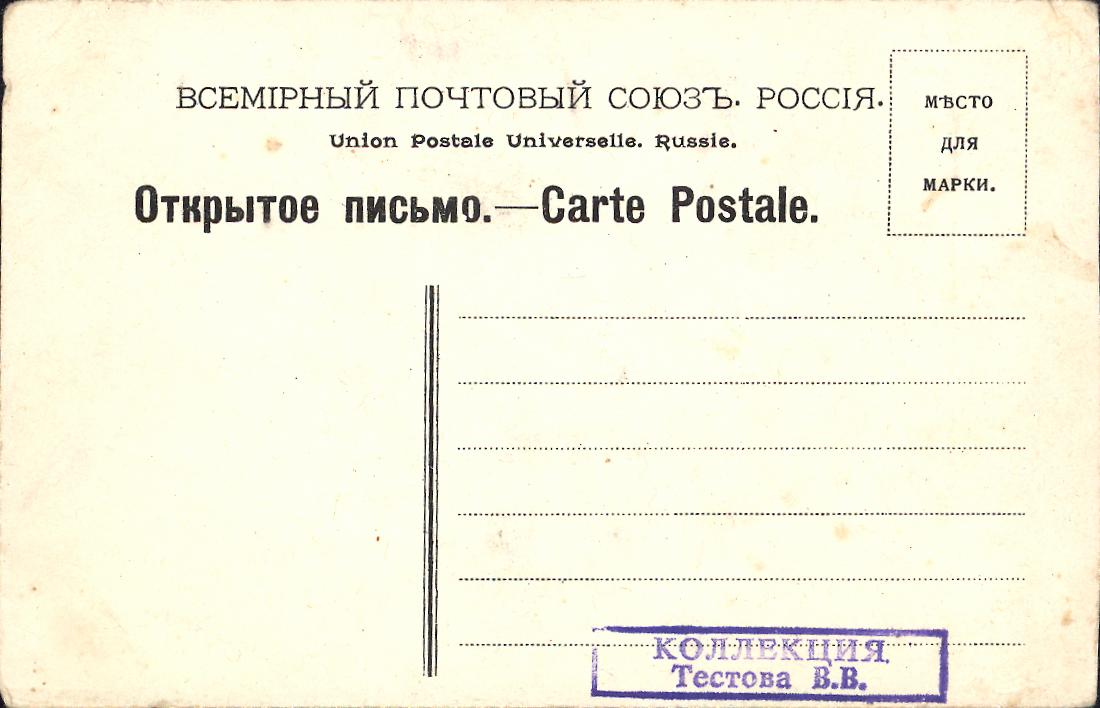 ВСЕМІРНЫЙ ПОЧТОВЫЙ СОЮЗЪ. РОССІЯ.
Union Postale Universelle. Russie.
Открытое письмо.—Carte Postale.
МѢСТО
ДЛЯ
МАРКИ.
КОЛЛЕКЦИЯ
Тестова В.В.